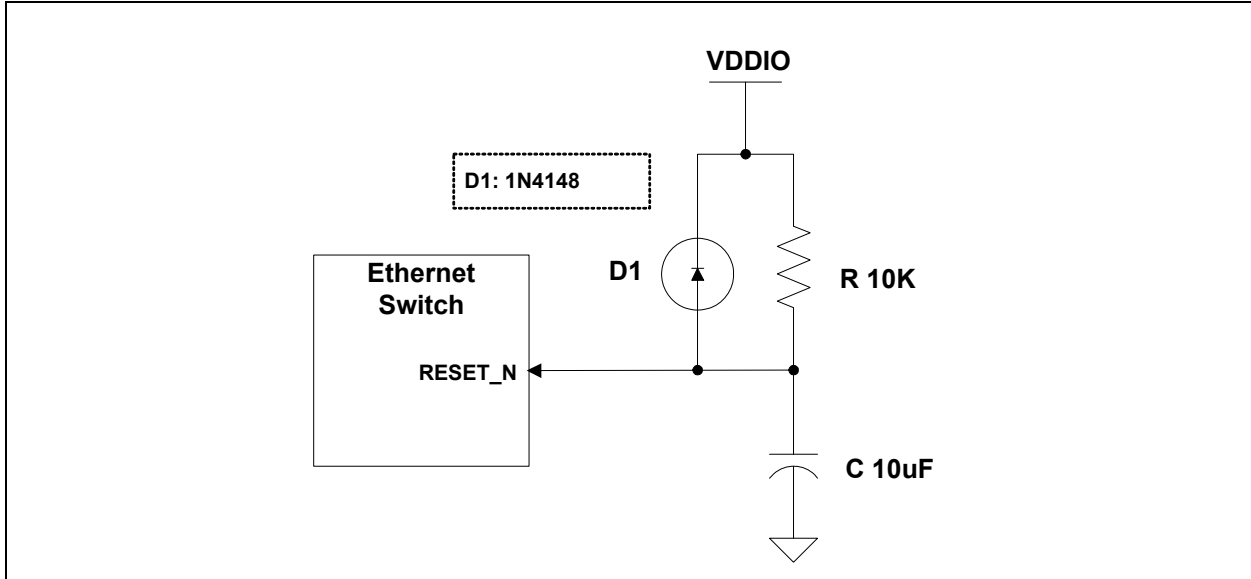 VDDIO
D1: 1N4148
D1
R 10K
Ethernet
Switch
RESET_N
C 10uF